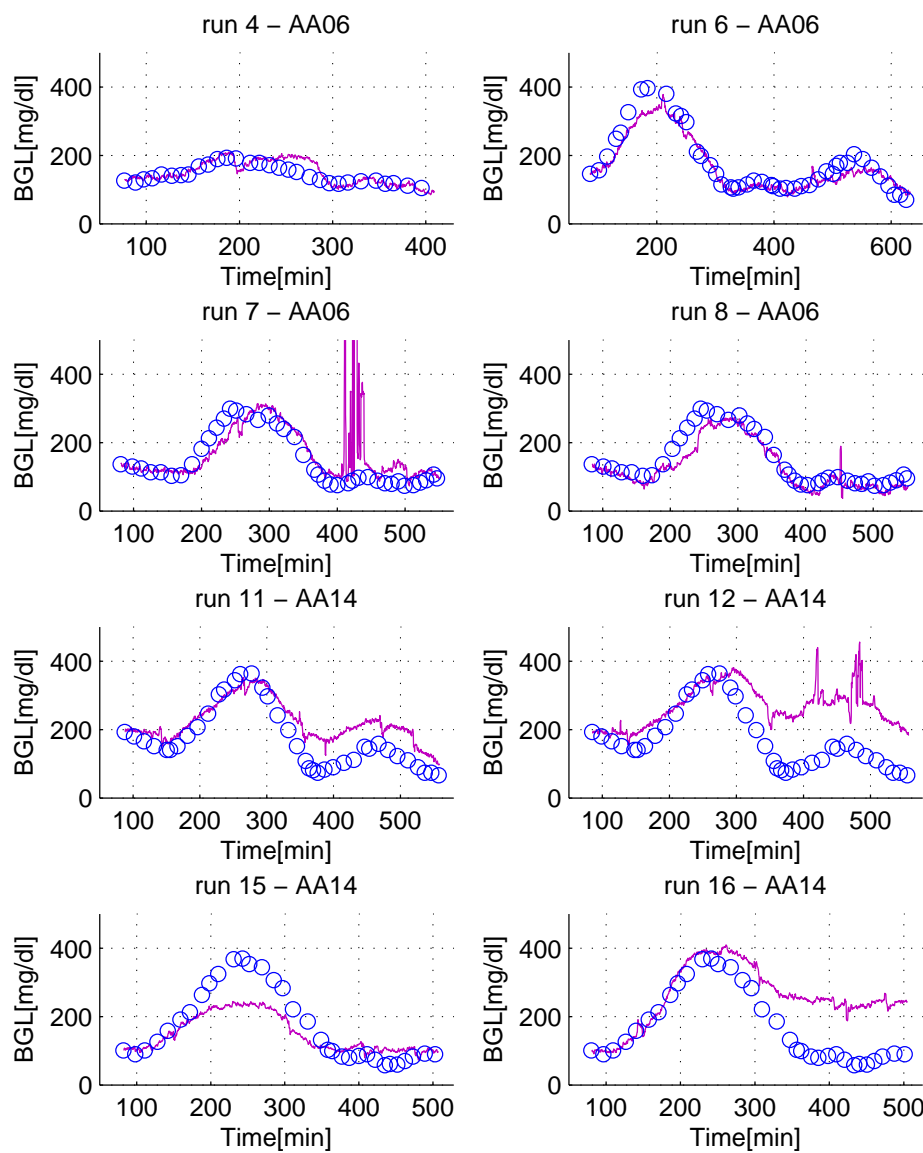 run 4 − AA06
run 6 − AA06
BGL[mg/dl]
400
200
0
100 200 300 400
Time[min]
BGL[mg/dl]
400
200
0
200 400 600
Time[min]
run 7 − AA06
run 8 − AA06
BGL[mg/dl]
400
200
0
100 200 300 400 500
Time[min]
BGL[mg/dl]
400
200
0
100 200 300 400 500
Time[min]
run 11 − AA14
run 12 − AA14
BGL[mg/dl]
400
200
0
100 200 300 400 500
Time[min]
BGL[mg/dl]
400
200
0
100 200 300 400 500
Time[min]
run 15 − AA14
run 16 − AA14
BGL[mg/dl]
400
200
0
100 200 300 400 500
Time[min]
BGL[mg/dl]
400
200
0
100 200 300 400 500
Time[min]